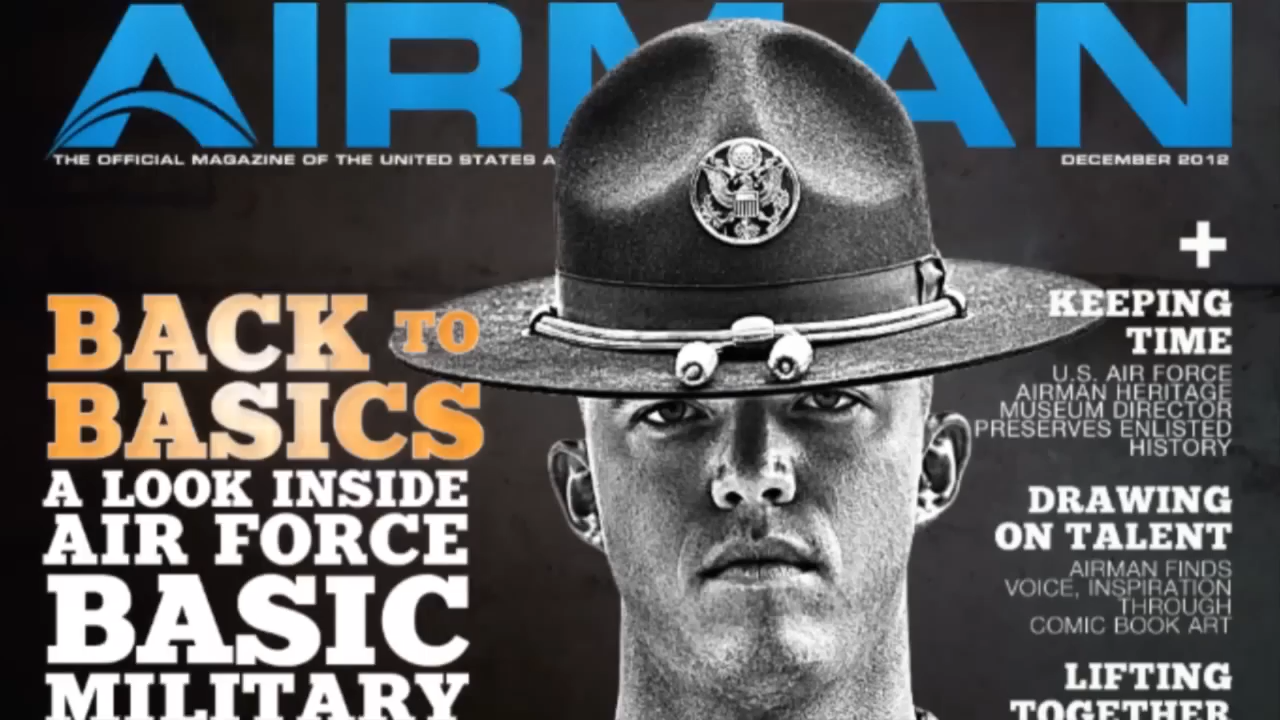 AIRMAN
THE OFFICIAL MAGAZINE OF THE UNITED STATES A
DECEMBER 2012
BACK TO
BASICS
A LOOK INSIDE
AIR FORCE
BASIC
MILITARY
+
KEEPING
TIME
U.S. AIR FORCE
AIRMAN HERITAGE
MUSEUM DIRECTOR
PRESERVES ENLISTED
HISTORY
DRAWING
ON TALENT
AIRMAN FINDS
VOICE, INSPIRATION
THROUGH
COMIC BOOK ART
LIFTING
TOGETHER